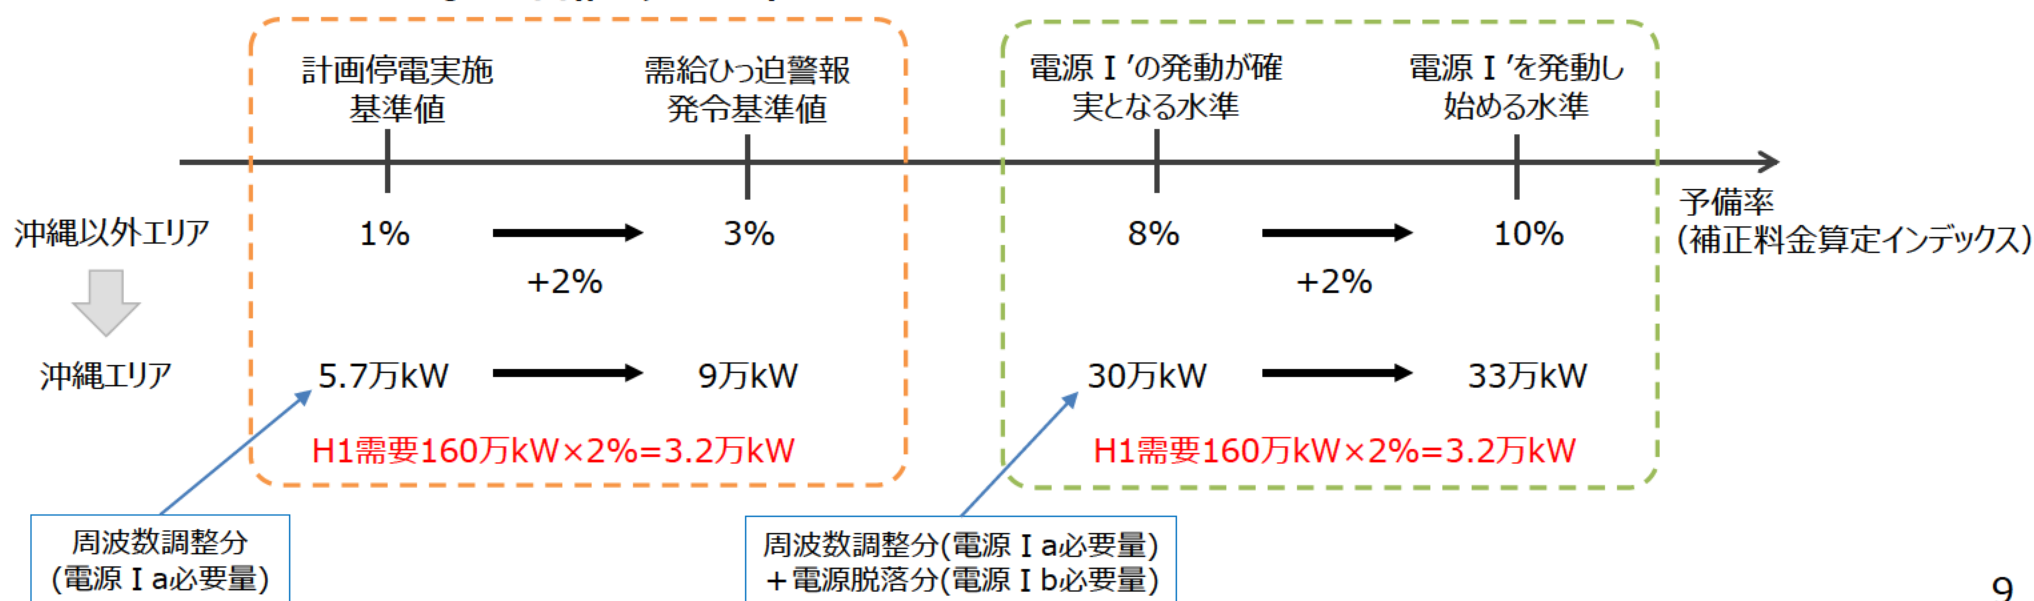 計画停電実施
基準値
需給ひっ迫警報
発令基準値
電源Ⅰ′の発動が確
実となる水準
電源Ⅰ′を発動し
始める水準
予備率
(補正料金算定インデックス)
沖縄以外エリア
1%
+2%
3%
8%
+2%
10%
沖縄エリア
5.7万kW
9万kW
30万kW
33万kW
H1需要160万kW×2%=3.2万kW
H1需要160万kW×2%=3.2万kW
周波数調整分
(電源Ⅰa必要量)
周波数調整分(電源Ⅰa必要量)
＋電源脱落分(電源Ⅰb必要量)
9